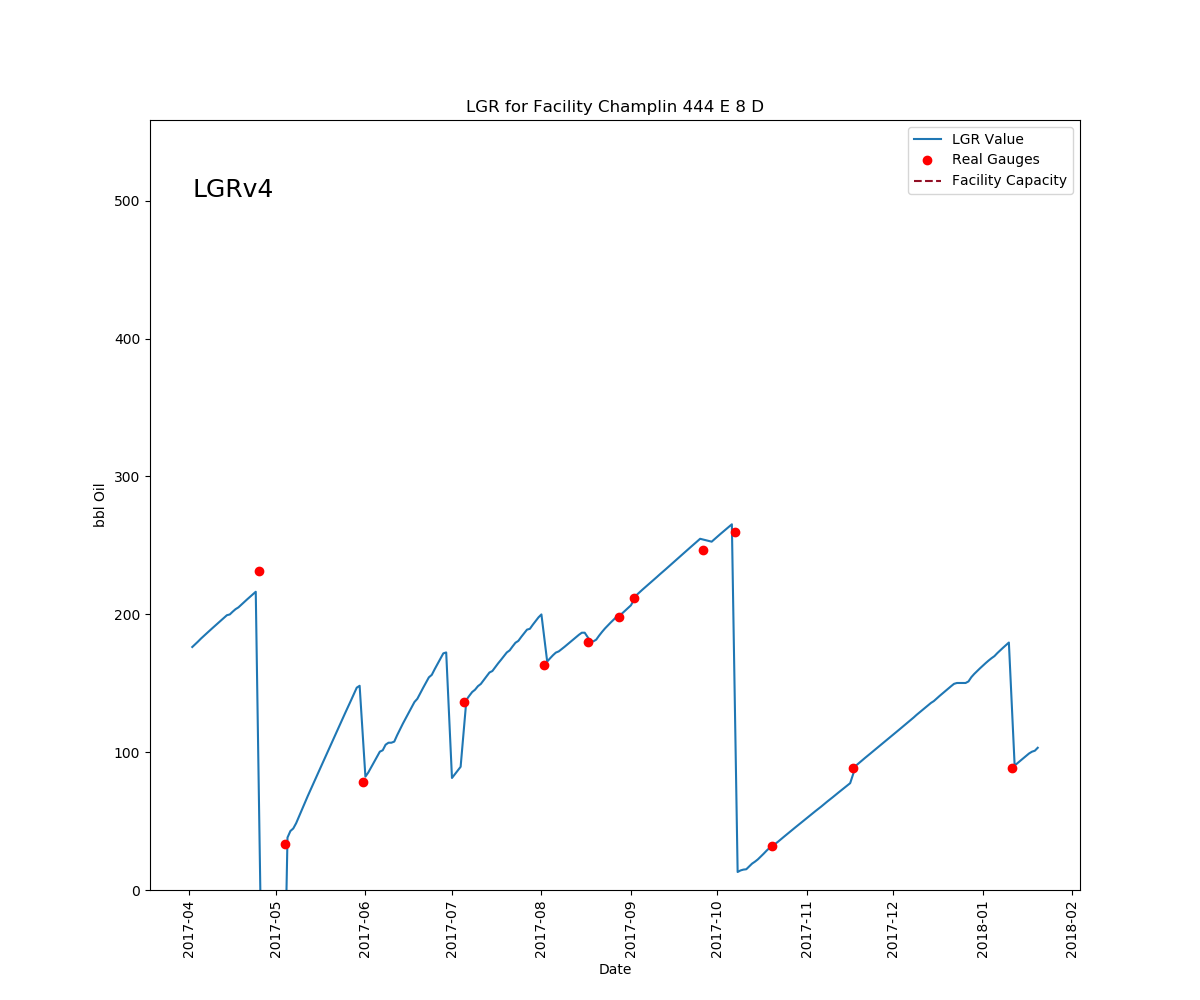 LGR for Facility Champlin 444 E 8 D
LGRv4
LGR Value
Real Gauges
Facility Capacity
500
400
300
200
100
0
bbl Oil
2017-04
2017-05
2017-06
2017-07
2017-08
2017-09
2017-10
2017-11
2017-12
2018-01
2018-02
Date